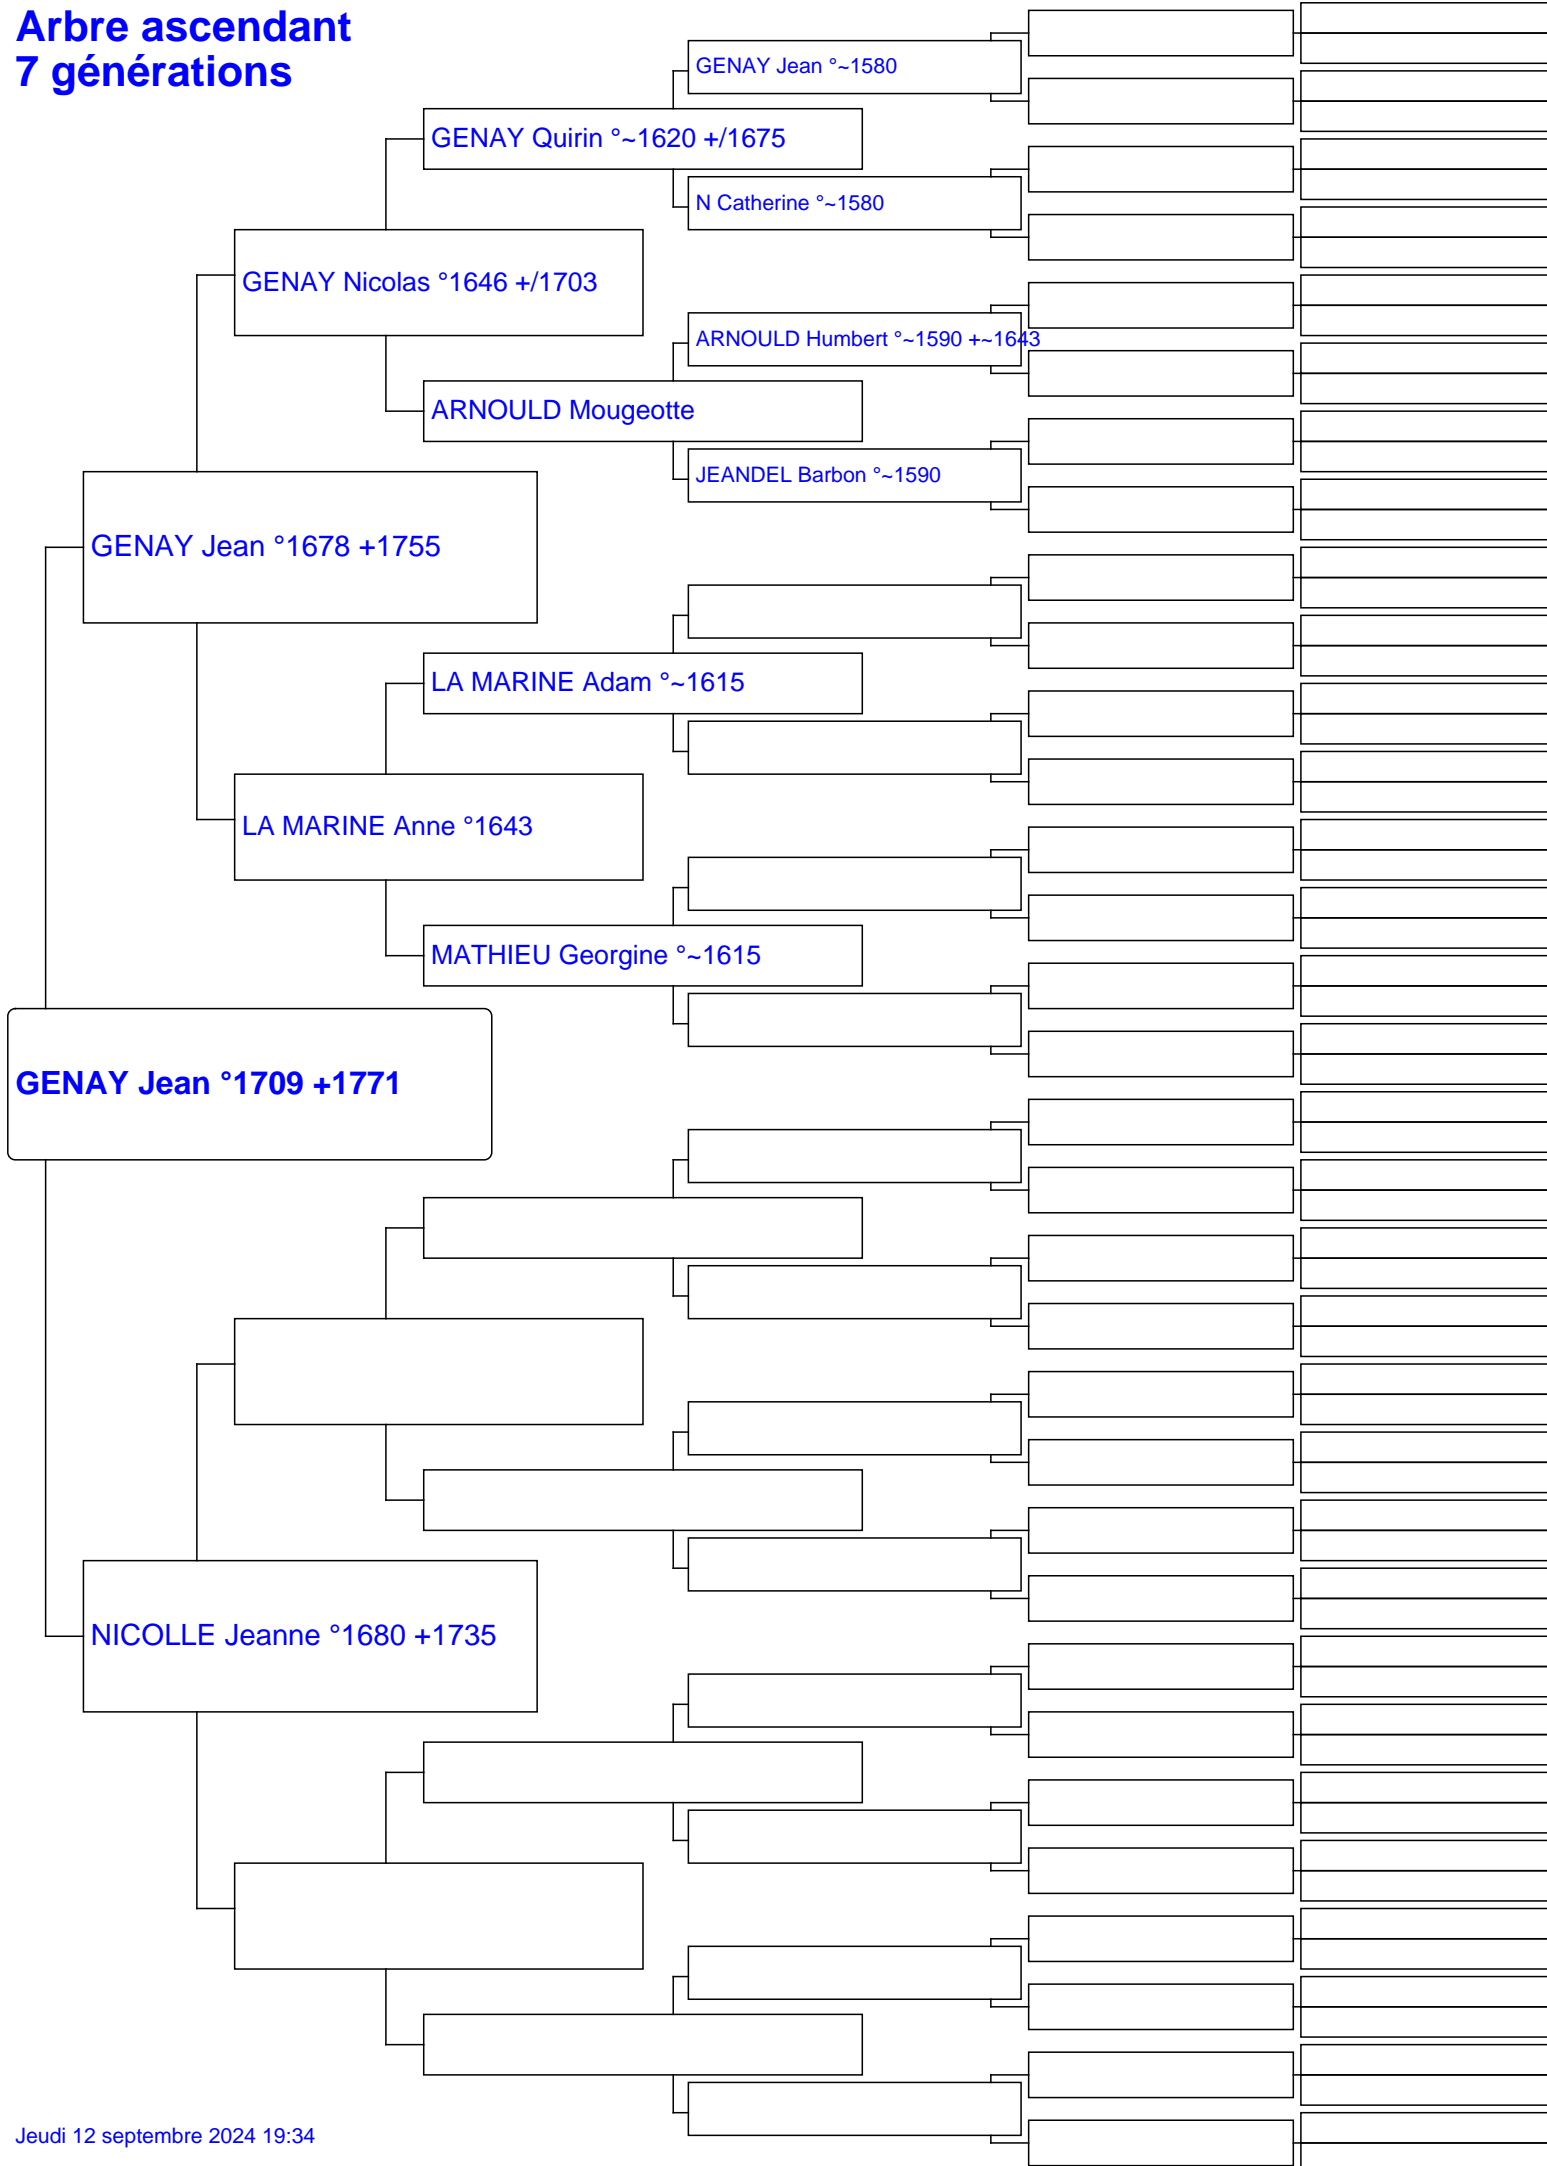 Arbre ascendant
7 générations
GENAY Jean °~1580
GENAY Quirin °~1620 +/1675
N Catherine °~1580
GENAY Nicolas °1646 +/1703
ARNOULD Humbert °~1590 +~1643
ARNOULD Mougeotte
JEANDEL Barbon °~1590
GENAY Jean °1678 +1755
LA MARINE Adam °~1615
LA MARINE Anne °1643
MATHIEU Georgine °~1615
GENAY Jean °1709 +1771
NICOLLE Jeanne °1680 +1735
Jeudi 12 septembre 2024 19:34